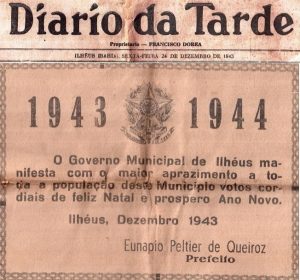 Diario da Tarde
Proprietario — FRANCISCO DOREA
ILHÉUS (BAHIA), SEXTA-FEIRA 24 DE DEZEMBRO DE 1943
1943 1944
O Governo Municipal de Ilhéus ma-
nifesta com o maior aprazimento a to-
da a população deste Municipio votos cor-
diais de feliz Natal e prospero Ano Novo.
Ilhéus, Dezembro 1943
Eunapio Peltier de Queiroz
Prefeito